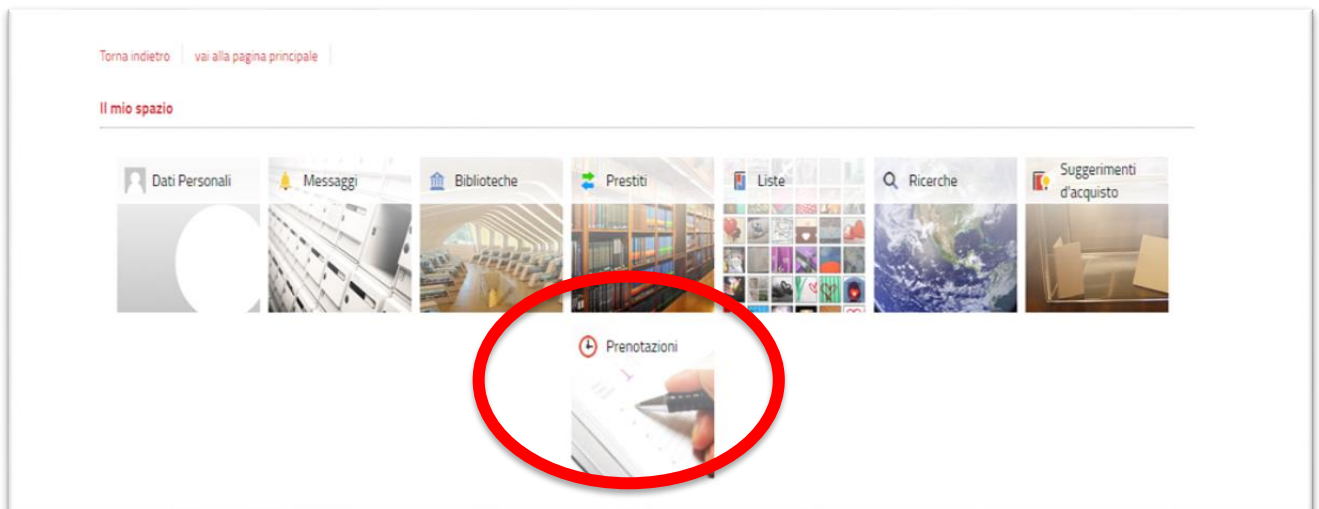 Torna indietro vai alla pagina principale
Il mio spazio
Dati Personali
Messaggi
Biblioteche
Prestiti
Liste
Ricerche
Suggerimenti
d'acquisto
Prenotazioni